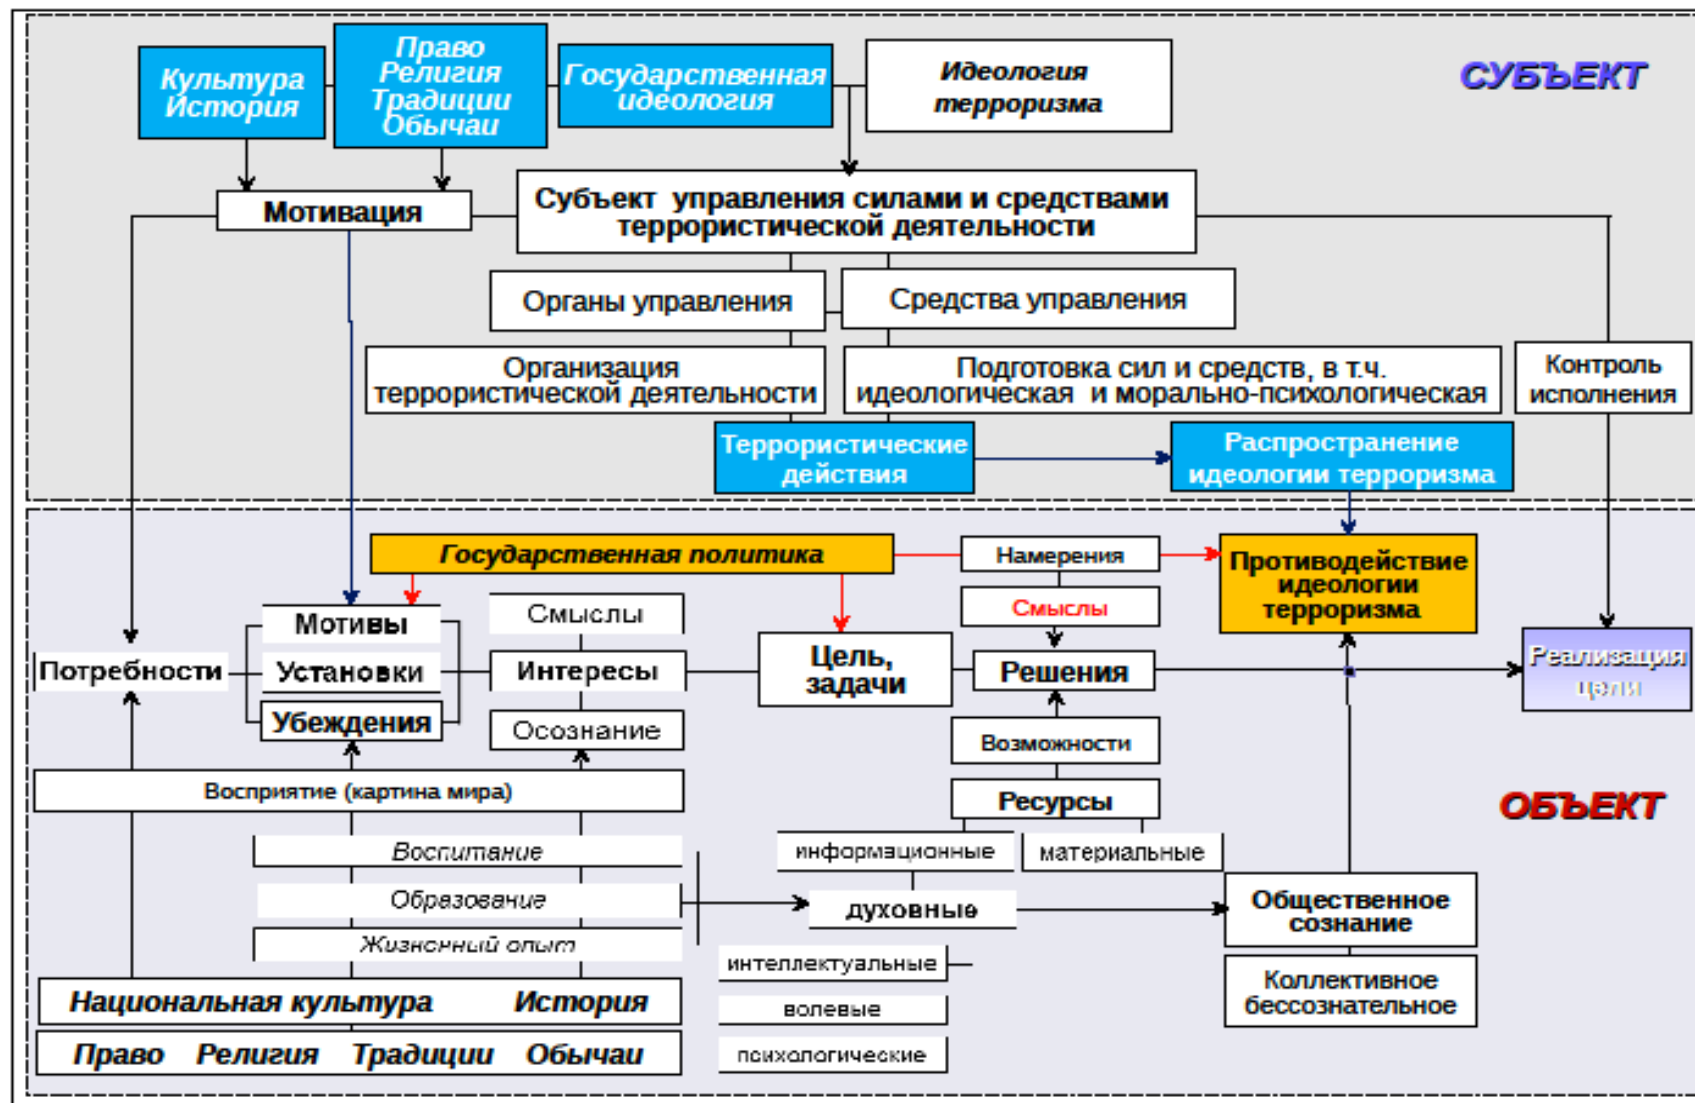 Культура
История
Право
Религия
Традиции
Обычаи
Государственная
идеология
Идеология
терроризма
СУБЪЕКТ
Мотивация
Субъект управления силами и средствами
террористической деятельности
Органы управления
Средства управления
Организация
террористической деятельности
Подготовка сил и средств, в т.ч.
идеологическая и морально-психологическая
Контроль
исполнения
Террористические
действия
Распространение
идеологии терроризма
Государственная политика
Намерения
Противодействие
идеологии
терроризма
Мотивы
Смыслы
Смыслы
Потребности
Установки
Интересы
Цель,
задачи
Решения
Реализация
цели
Убеждения
Осознание
Возможности
Восприятие (картина мира)
Ресурсы
ОБЪЕКТ
Воспитание
информационные
материальные
Образование
духовные
Общественное
сознание
Жизненный опыт
интеллектуальные
Коллективное
бессознательное
Национальная культура История
волевые
Право Религия Традиции Обычаи
психологические